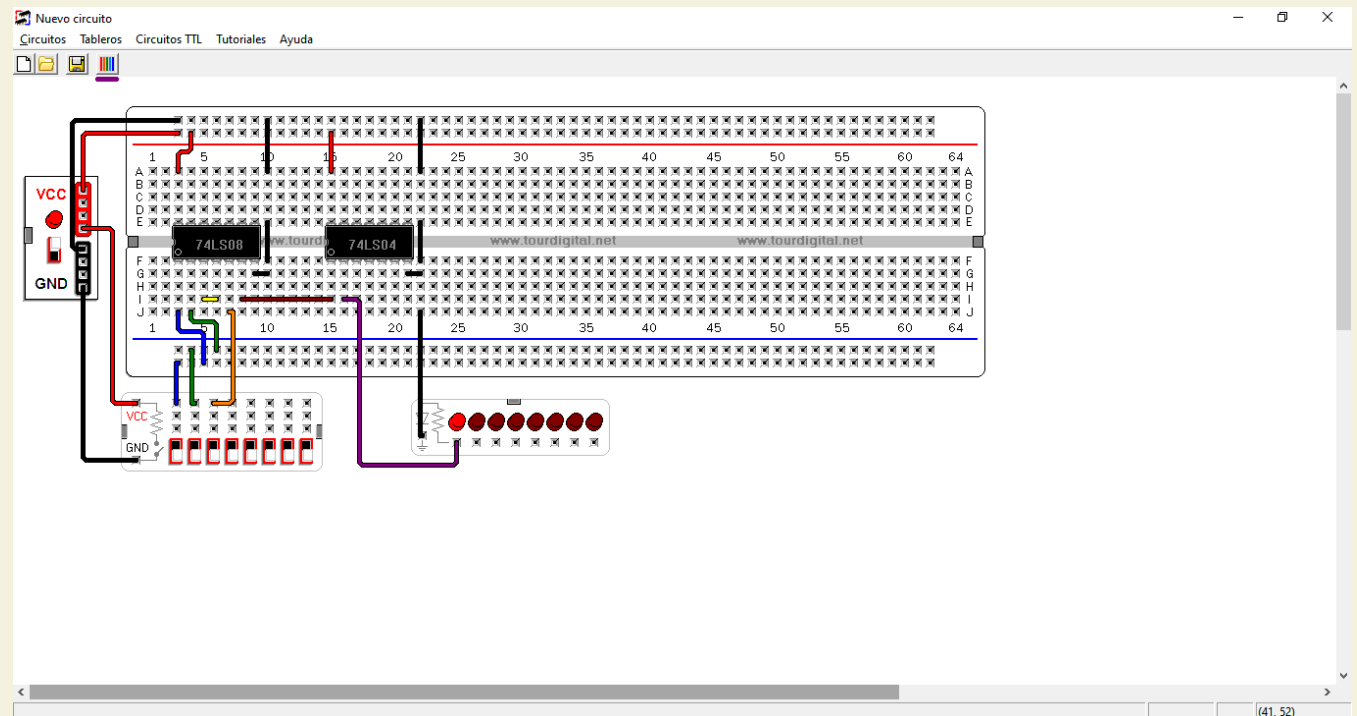 Nuevo circuito
Circuitos Tableros Circuitos TTL Tutoriales Ayuda
1 5 10 15 20 25 30 35 40 45 50 55 60 64
A A
B B
C C
D D
E E
VCC
GND
74LS08 www.tourd 74LS04 www.tourdigital.net www.tourdigital.net
F F
G G
H H
I I
J J
1 5 10 15 20 25 30 35 40 45 50 55 60 64
VCC
GND
(41, 52)